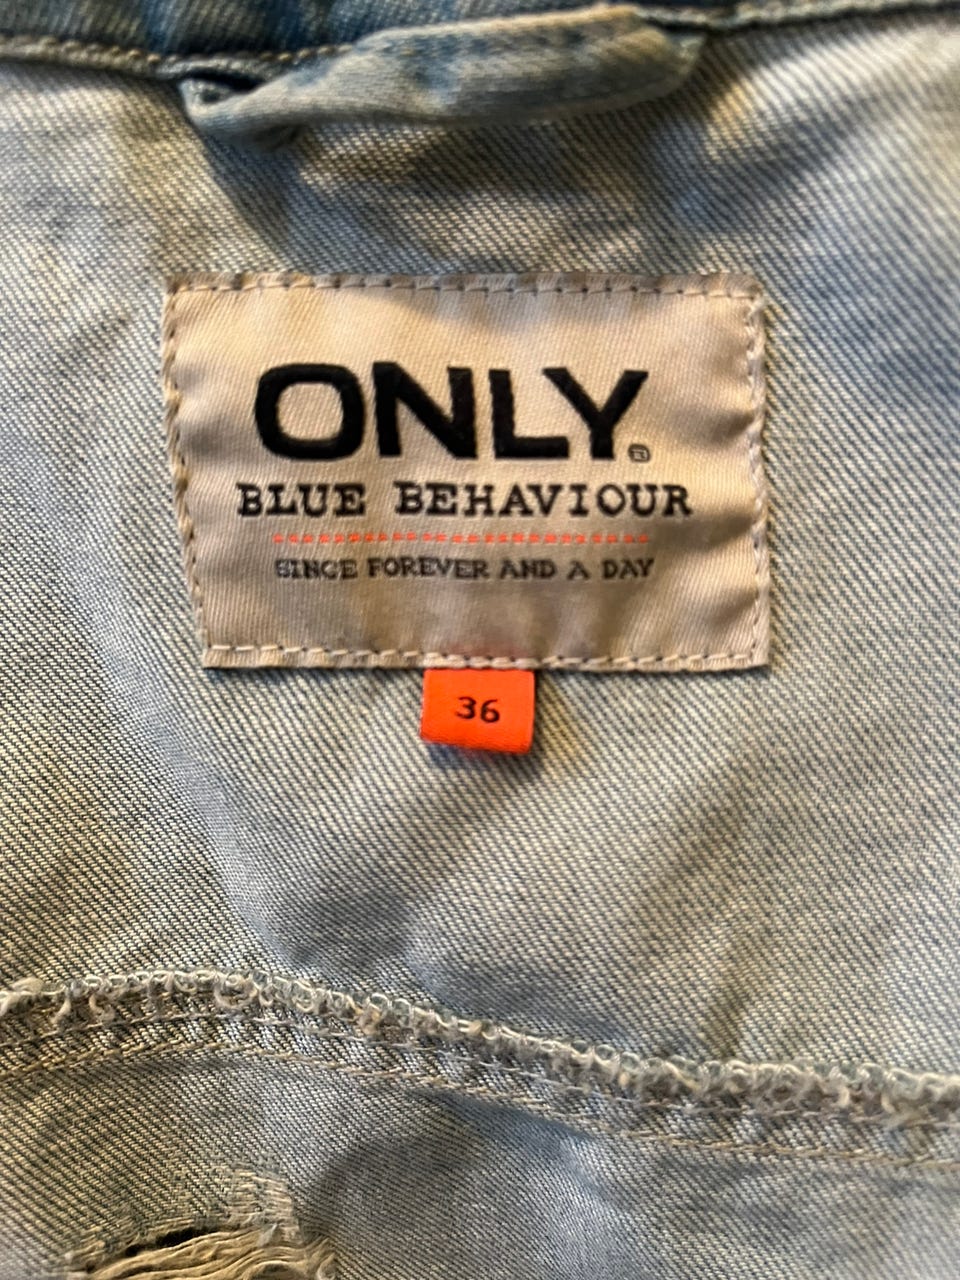 ONLY®
BLUE BEHAVIOUR
SINCE FOREVER AND A DAY
36